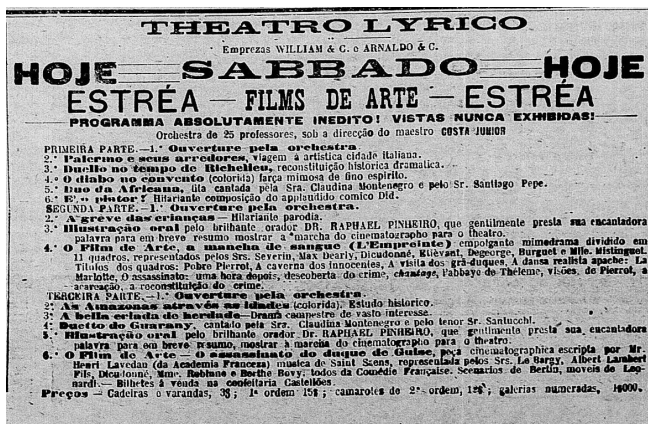 THEATRO LYRICO
Emprezas WILLIAM & C. e ARNALDO & C.
HOJE SABBADO HOJE
ESTRÉA — FILMS DE ARTE — ESTRÉA
PROGRAMMA ABSOLUTAMENTE INEDITO! VISTAS NUNCA EXHIBIDAS!
Orchestra de 25 professores, sob a direcção do maestro COSTA JUNIOR
PRIMEIRA PARTE.—1.º Ouverture pela orchestra.
2.º Palermo e seus arredores, viagem á artistica cidade italiana.
3.º Duello no tempo de Richelieu, reconstituição historica dramatica.
4.º O diabo no convento (colorida) farça mimosa de fino espirito.
5.º Duo da Africana, fita cantada pela Sra. Claudina Montenegro e pelo Sr. Santiago Pepe.
6.º E'.. pintor? Hilariante composição do applaudido comico Did.
SEGUNDA PARTE.—1.º Ouverture pela orchestra.
2.º A gréve das crianças — Hilariante parodia.
3.º Illustração oral pelo brilhante orador DR. RAPHAEL PINHEIRO, que gentilmente presta sua encantadora
palavra para em breve resumo mostrar a marcha do cinematographo para o theatro.
4.º O Film de Arte, a mancha de sangue (L'Empreinte) empolgante mimedrama dividido em
11 quadros, representados pelos Srs. Severin, Max Dearly, Dieudonné, Degeorge, Burguet e Mlle. Mistinguet.
Titulos dos quadros: Pobre Pierrot, A caverna dos innocentes, A visita dos grã-duques, A dansa realista apache: La
Marlotte, O assassinato: uma hora depois, descoberta do crime, chantage, l'abbaye de Théleme, visões, de Pierrot, a
acareação, a reconstituição do crime.
TERCEIRA PARTE.—1.º Ouverture pela orchestra.
2.º As Amazonas através as idades (colorida). Estudo historico.
3.º A bella criada de herdade—Drama campestre de vasto interesse.
4.º Duetto do Guarany, cantado pela Sra. Claudina Montenegro e pelo tenor Sr. Santucchi.
5.º Illustração oral pelo brilhante orador DR. RAPHAEL PINHEIRO, que gentilmente presta sua encantadora
palavra para em breve resumo, mostrar a marcha do cinematographo para o theatro.
6.º O Film de Arte — O assassinato do duque de Guise, peça cinematographica escripta por Mr.
Henri Lavedan (da Academia Franceza) musica de Saint Saens, representada pelos Srs. Le Bargy, Albert Lambert
Fils, Dieudonné, Mme. Robinne e Berthe Bovy, todos da Comédie Française. Scenarios de Bertin, moveis de Leo-
nardi.— Bilhetes á venda na confeitaria Castellões.
Preços — Cadeiras e varandas, 3$; 1ª ordem 15$; camarotes de 2ª ordem, 12$; galerias numeradas, 1$000.